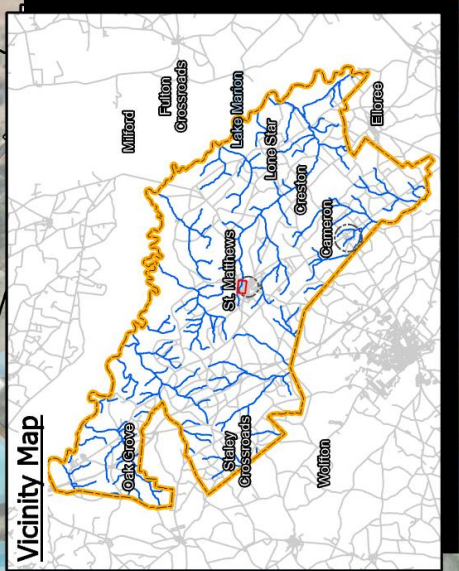 Vicinity Map
Oak Grove
Staley
Crossroads
Wolfton
St. Matthews
Cameron
Creston
Lone Star
Lake Marion
Elloree
Milford
Fulton
Crossroads